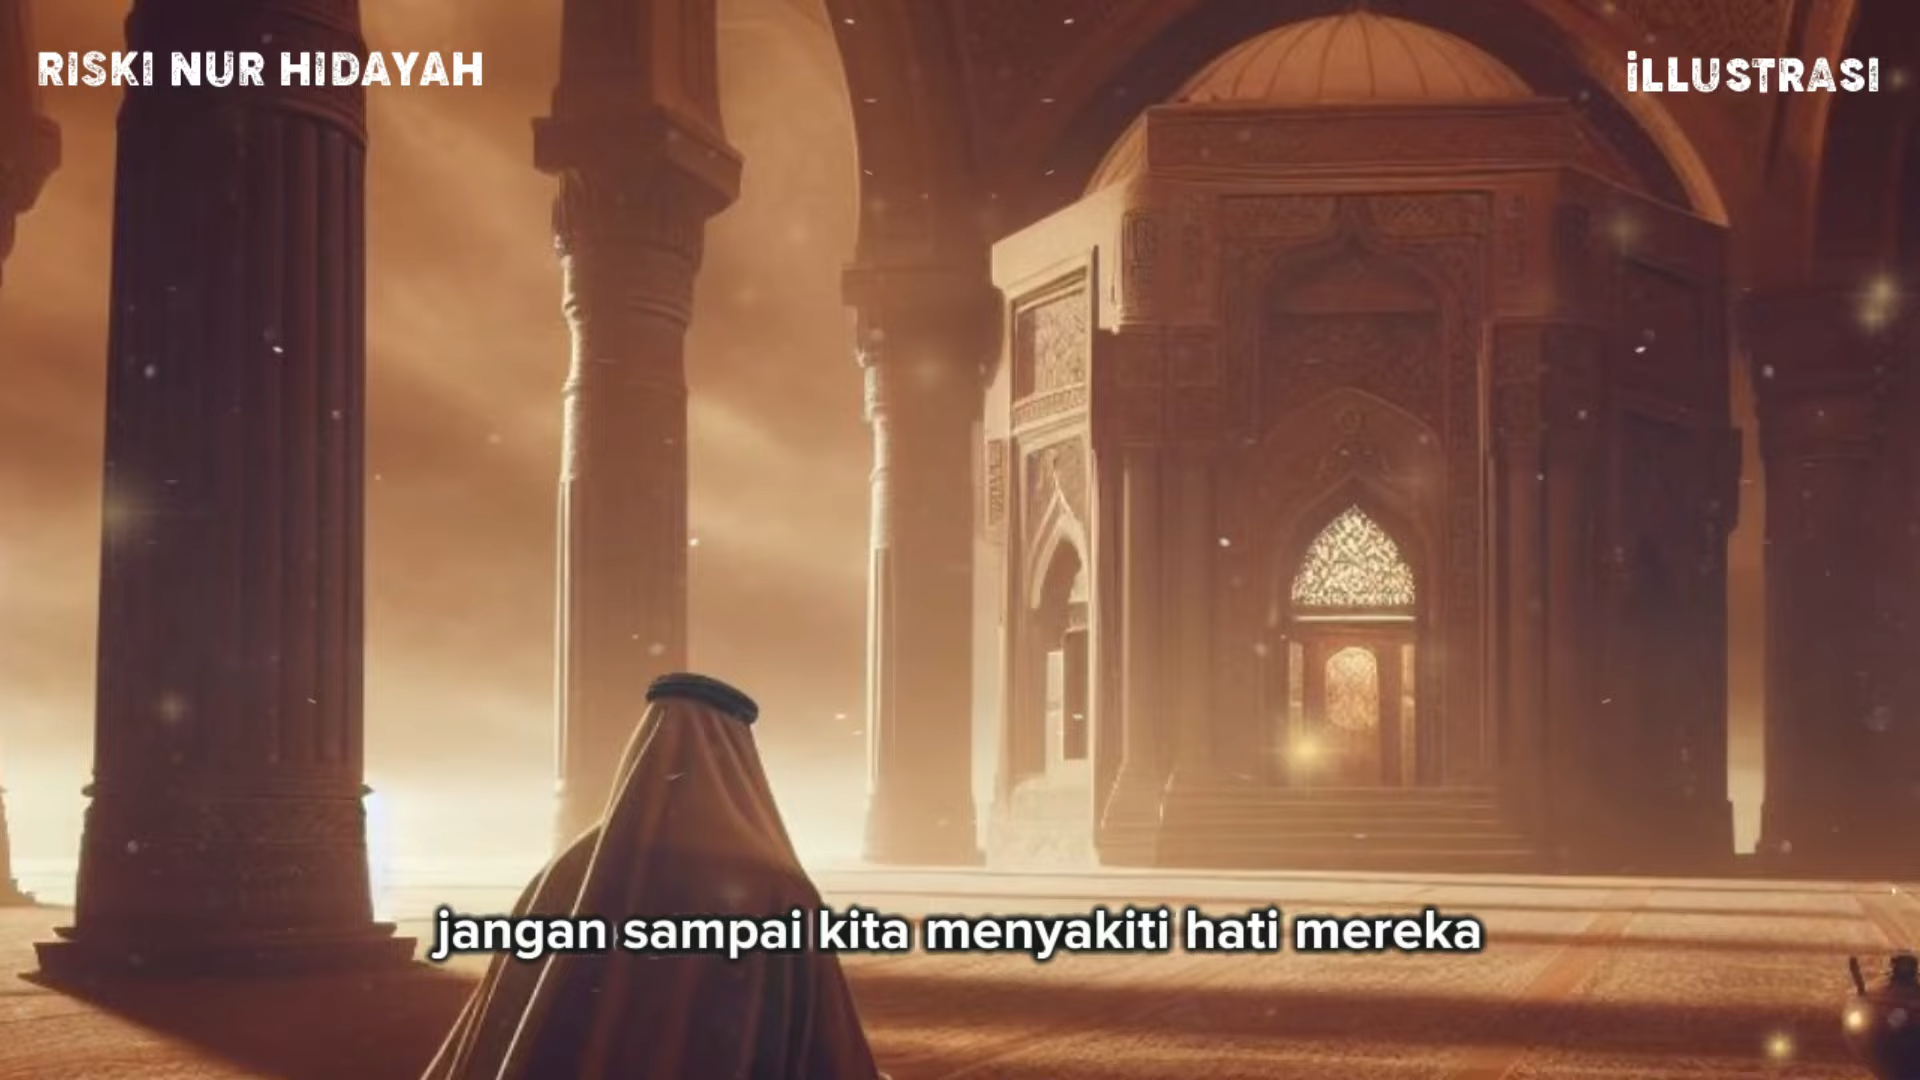 RISKI NUR HIDAYAH
iLLUSTRASI
jangan sampai kita menyakiti hati mereka